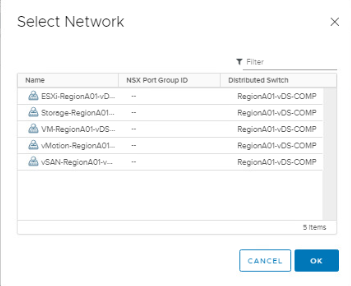 Select Network
Filter
Name NSX Port Group ID Distributed Switch
ESXi-RegionA01-vD... -- RegionA01-vDS-COMP
Storage-RegionA01... -- RegionA01-vDS-COMP
VM-RegionA01-vDS-... -- RegionA01-vDS-COMP
vMotion-RegionA01-... -- RegionA01-vDS-COMP
vSAN-RegionA01-v-... -- RegionA01-vDS-COMP
5 items
CANCEL OK